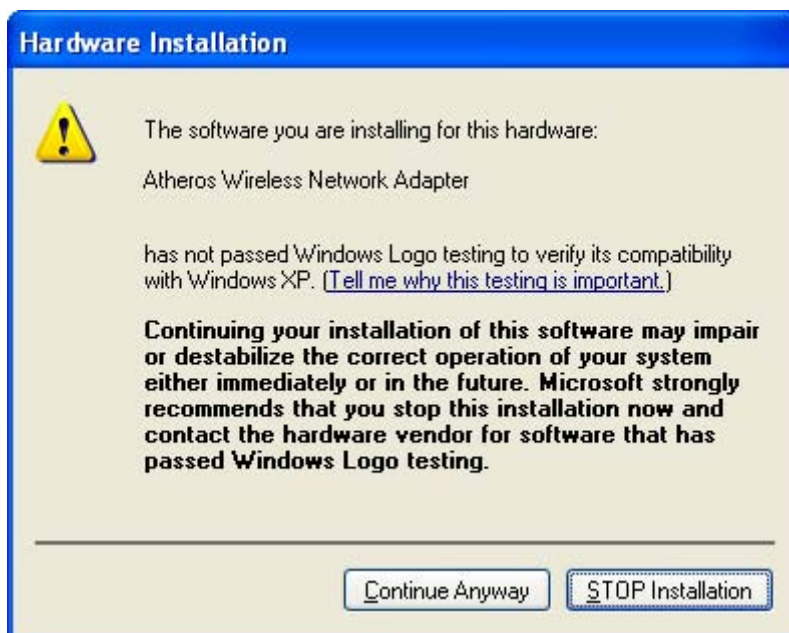 Hardware Installation
The software you are installing for this hardware:
Atheros Wireless Network Adapter
has not passed Windows Logo testing to verify its compatibility
with Windows XP. (Tell me why this testing is important.)
Continuing your installation of this software may impair
or destabilize the correct operation of your system
either immediately or in the future. Microsoft strongly
recommends that you stop this installation now and
contact the hardware vendor for software that has
passed Windows Logo testing.
Continue Anyway
STOP Installation